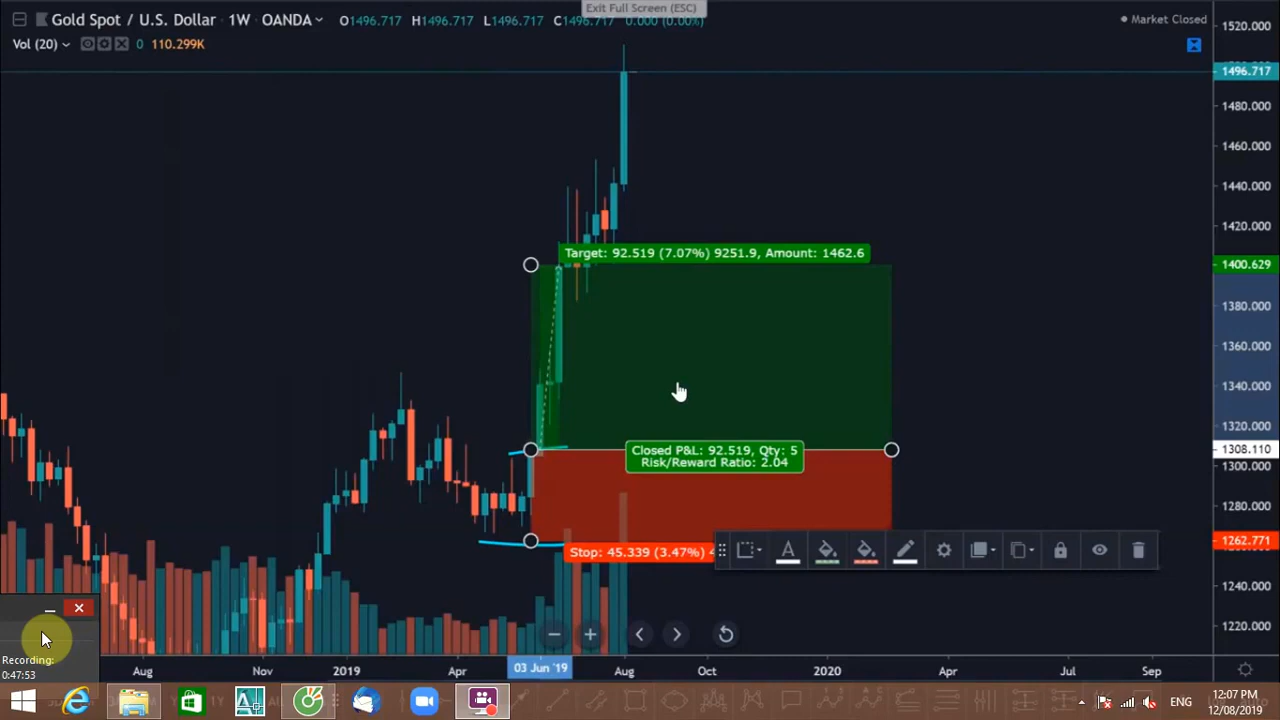 Exit Full Screen (ESC)
Gold Spot / U.S. Dollar 1W OANDA O1496.717 H1496.717 L1496.717 C1496.717 0.000 (0.00%)
Market Closed
Vol (20) 0 110.299K
1520.000
1496.717
1480.000
1460.000
1440.000
1420.000
Target: 92.519 (7.07%) 9251.9, Amount: 1462.6
1400.629
1380.000
1360.000
1340.000
1320.000
Closed P&L: 92.519, Qty: 5
Risk/Reward Ratio: 2.04
1308.110
1300.000
1280.000
1262.771
Stop: 45.339 (3.47%)
A
1240.000
1220.000
Recording:
0:47:53
Aug Nov 2019 Apr 03 Jun '19 Aug Oct 2020 Apr Jul Sep
ENG
12:07 PM
12/08/2019